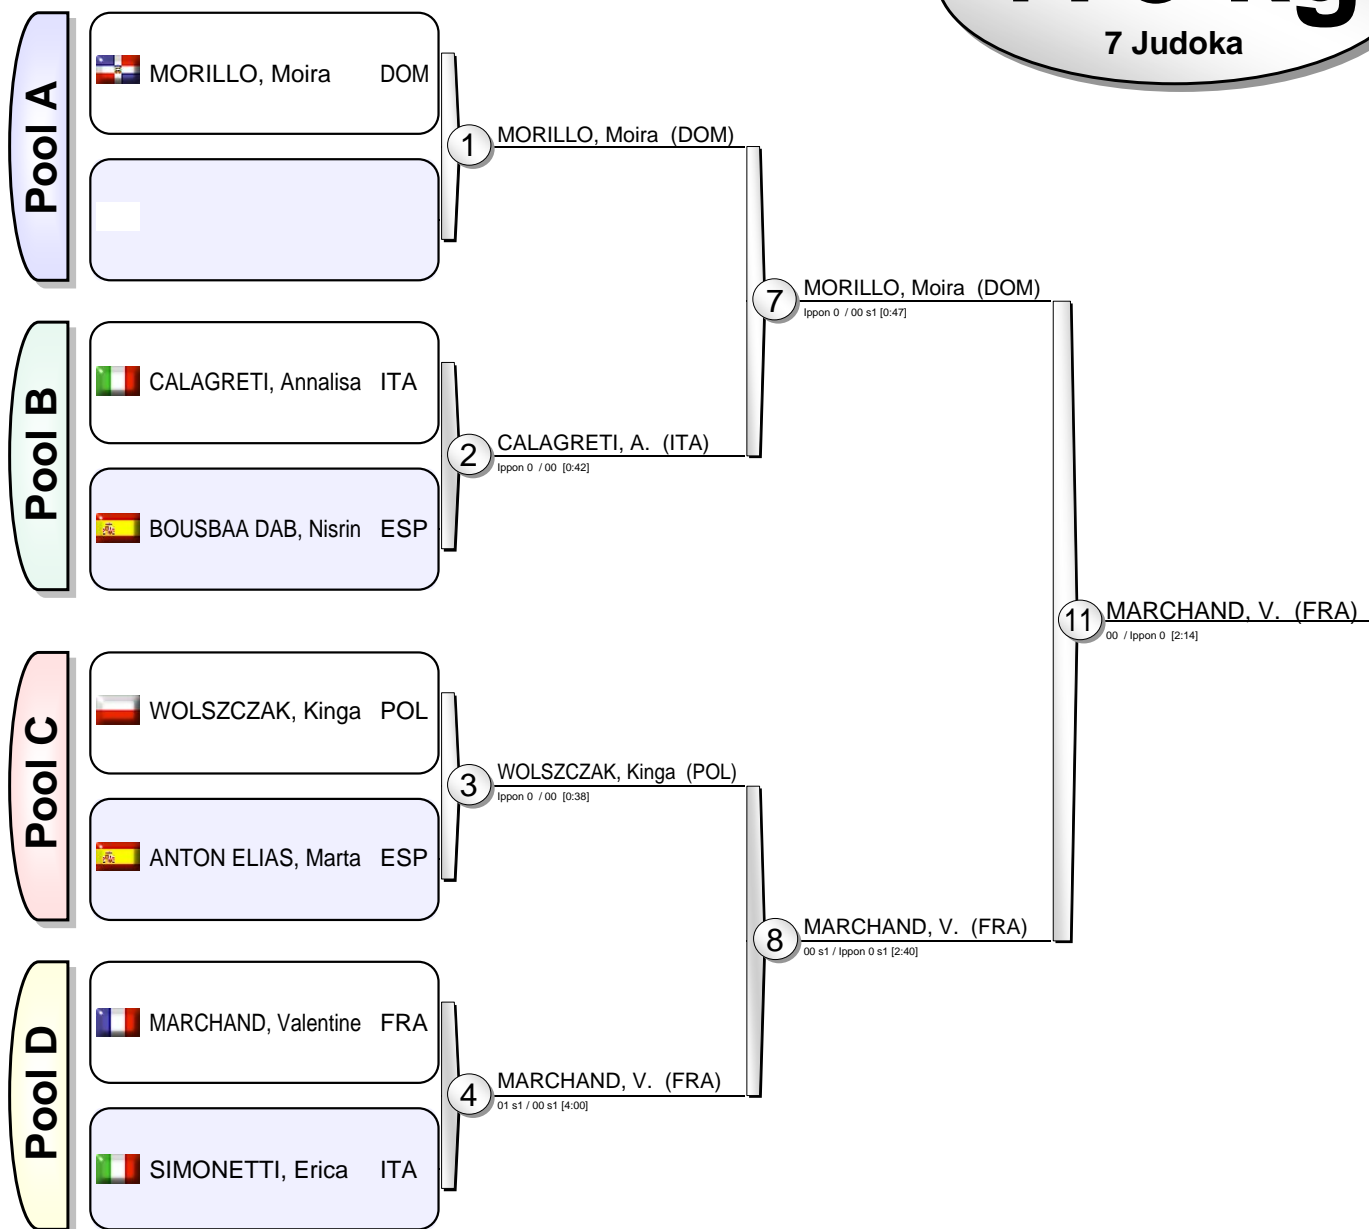 7 Judoka
Pool A
MORILLO, Moira DOM
1
MORILLO, Moira (DOM)
7
MORILLO, Moira (DOM)
Ippon 0 / 00 s1 [0:47]
Pool B
CALAGRETI, Annalisa ITA
2
CALAGRETI, A. (ITA)
Ippon 0 / 00 [0:42]
BOUSBAA DAB, Nisrin ESP
11
MARCHAND, V. (FRA)
00 / Ippon 0 [2:14]
Pool C
WOLSZCZAK, Kinga POL
3
WOLSZCZAK, Kinga (POL)
Ippon 0 / 00 [0:38]
ANTON ELIAS, Marta ESP
8
MARCHAND, V. (FRA)
00 s1 / Ippon 0 s1 [2:40]
Pool D
MARCHAND, Valentine FRA
4
MARCHAND, V. (FRA)
01 s1 / 00 s1 [4:00]
SIMONETTI, Erica ITA